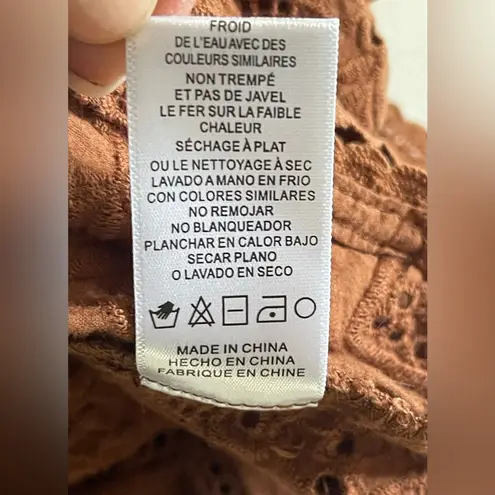 FROID
DE L'EAU AVEC DES
COULEURS SIMILAIRES
NON TREMPÉ
ET PAS DE JAVEL
LE FER SUR LA FAIBLE
CHALEUR
SÉCHAGE À PLAT
OU LE NETTOYAGE À SEC
LAVADO A MANO EN FRIO
CON COLORES SIMILARES
NO REMOJAR
NO BLANQUEADOR
PLANCHAR EN CALOR BAJO
SECAR PLANO
O LAVADO EN SECO
MADE IN CHINA
HECHO EN CHINA
FABRIQUE EN CHINE